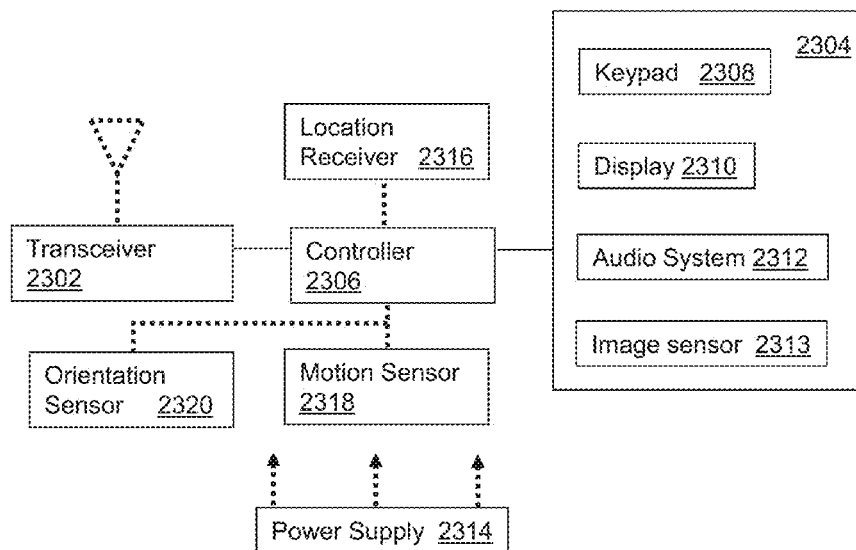 2304
Keypad 2308
Location
Receiver 2316
Display 2310
Transceiver
2302
Controller
2306
Audio System 2312
Image sensor 2313
Orientation
Sensor 2320
Motion Sensor
2318
Power Supply 2314